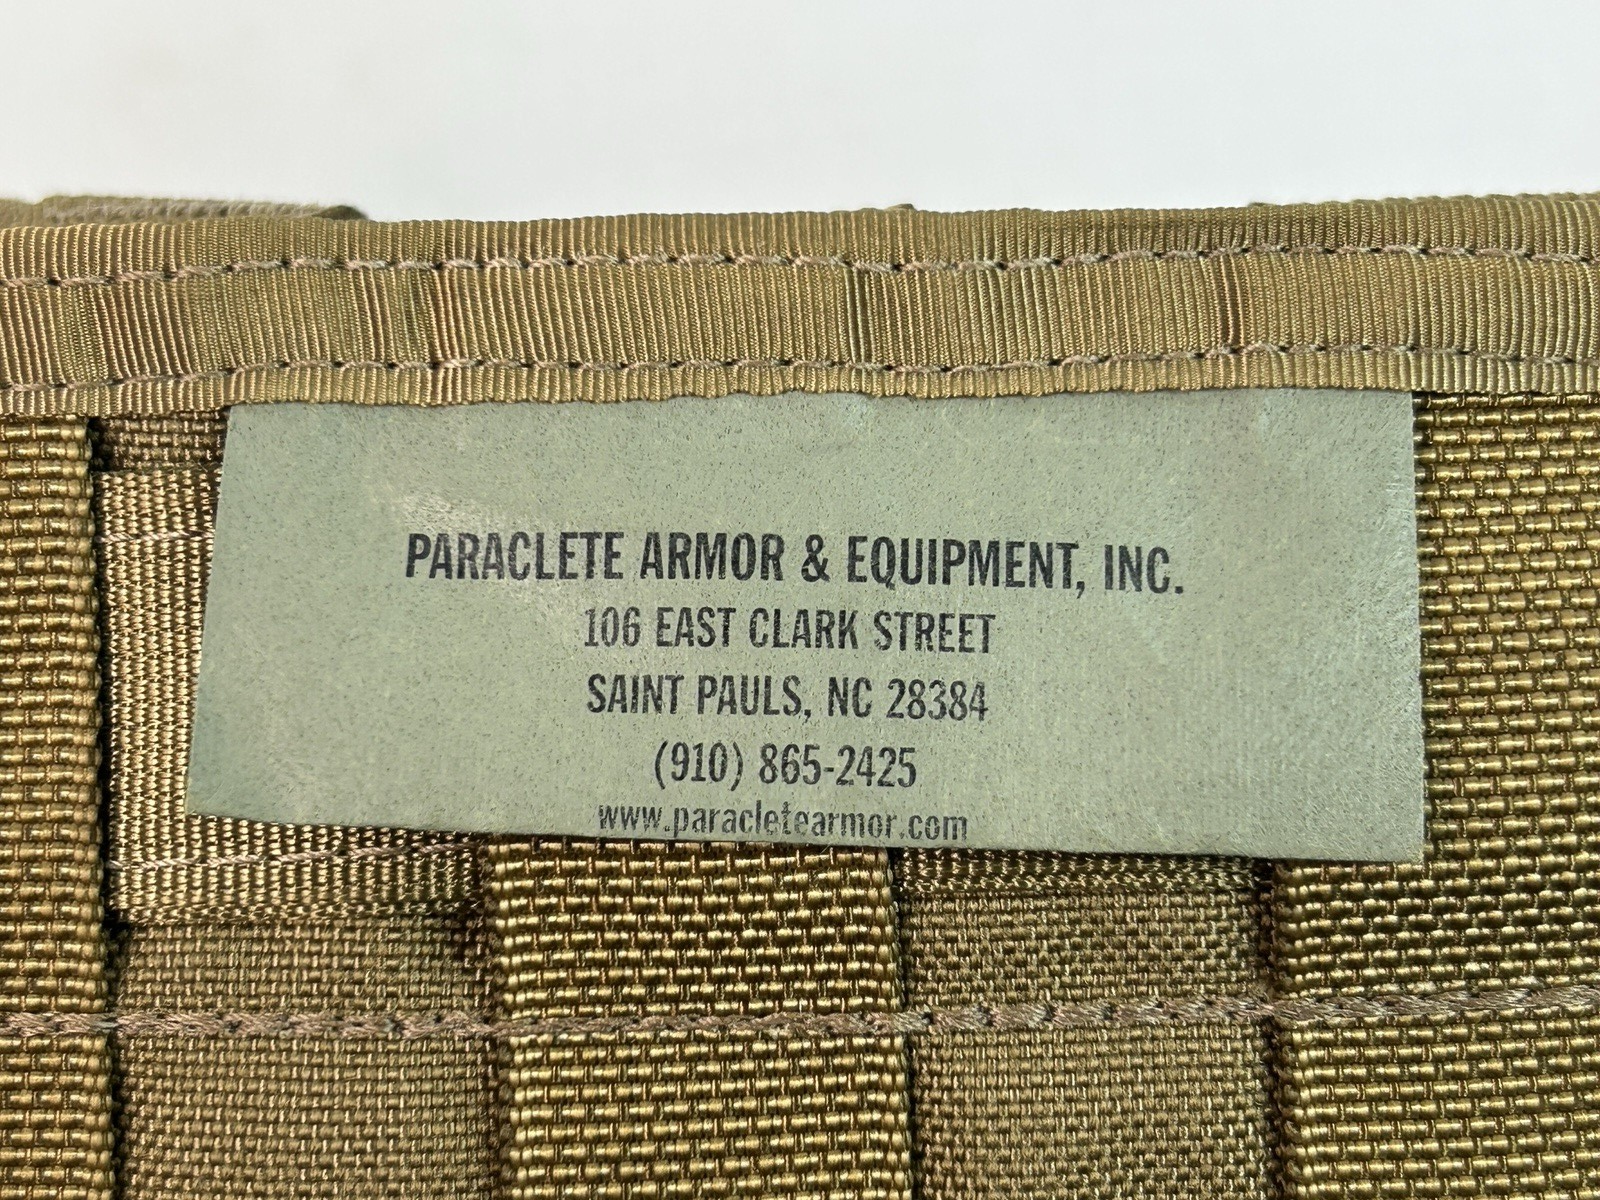 PARACLETE ARMOR & EQUIPMENT, INC.
106 EAST CLARK STREET
SAINT PAULS, NC 28384
(910) 865-2425
www.paracletearmor.com